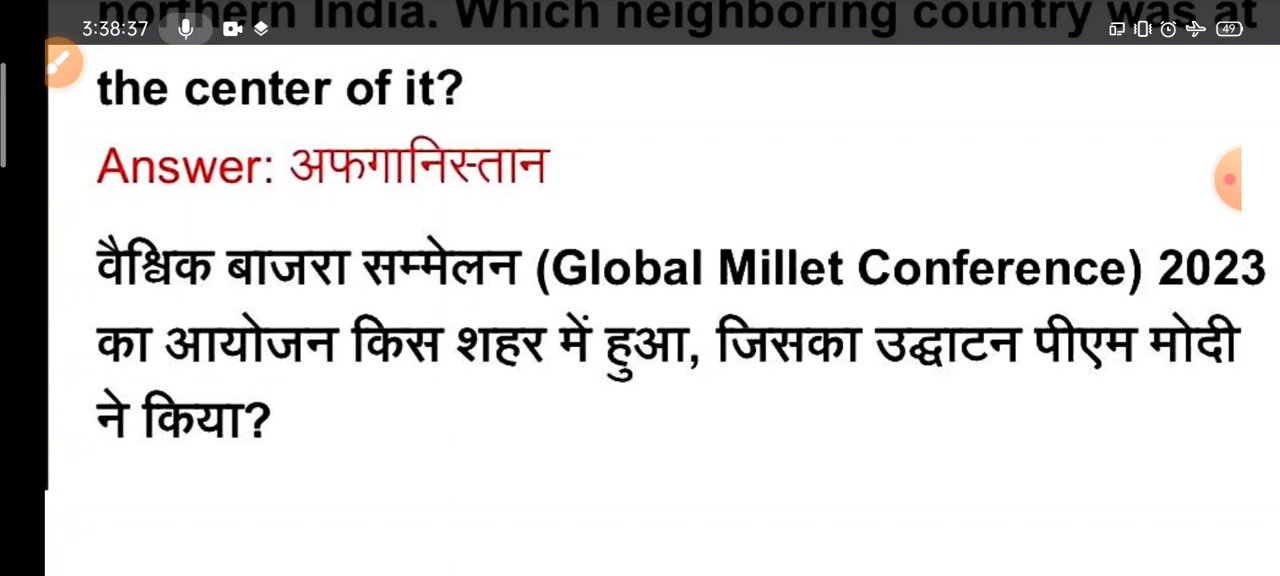 northern India. Which neighboring country was at
3:38:37
49
the center of it?
Answer: अफगानिस्तान
वैश्विक बाजरा सम्मेलन (Global Millet Conference) 2023
का आयोजन किस शहर में हुआ, जिसका उद्घाटन पीएम मोदी
ने किया?